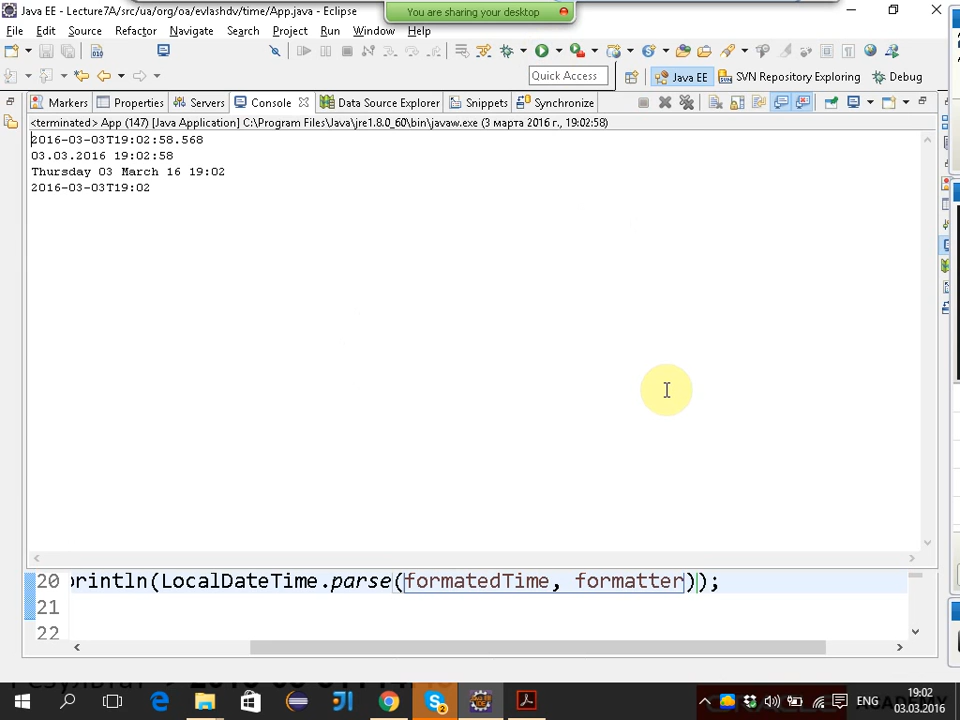 Java EE - Lecture7A/src/ua/org/oa/evlashdv/time/App.java - Eclipse
You are sharing your desktop
File Edit Source Refactor Navigate Search Project Run Window Help
Quick Access
Java EE SVN Repository Exploring Debug
Markers Properties Servers Console Data Source Explorer Snippets Synchronize
<terminated> App (147) [Java Application] C:\Program Files\Java\jre1.8.0_60\bin\javaw.exe (3 марта 2016 г., 19:02:58)
2016-03-03T19:02:58.568
03.03.2016 19:02:58
Thursday 03 March 16 19:02
2016-03-03T19:02
20 println(LocalDateTime.parse(formatedTime, formatter));
21
22
ENG
19:02
03.03.2016